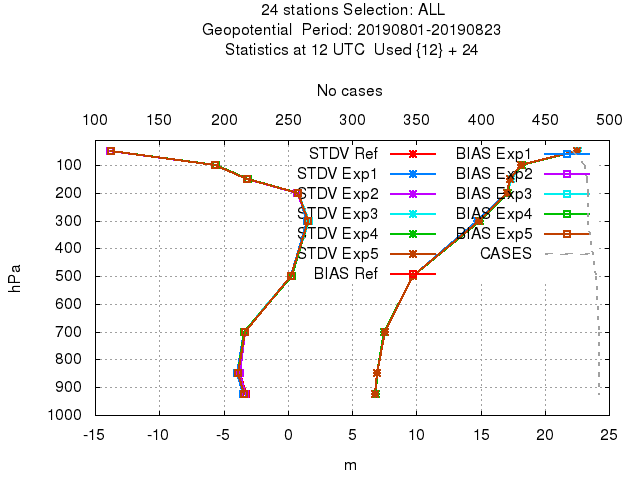 24 stations Selection: ALL
Geopotential  Period: 20190801-20190823
Statistics at 12 UTC  Used {12} + 24
No cases
100 150 200 250 300 350 400 450 500
STDV Ref BIAS Exp1
STDV Exp1 BIAS Exp2
STDV Exp2 BIAS Exp3
STDV Exp3 BIAS Exp4
STDV Exp4 BIAS Exp5
STDV Exp5 CASES
BIAS Ref
100
200
300
400
500
600
700
800
900
1000
hPa
-15 -10 -5 0 5 10 15 20 25
m